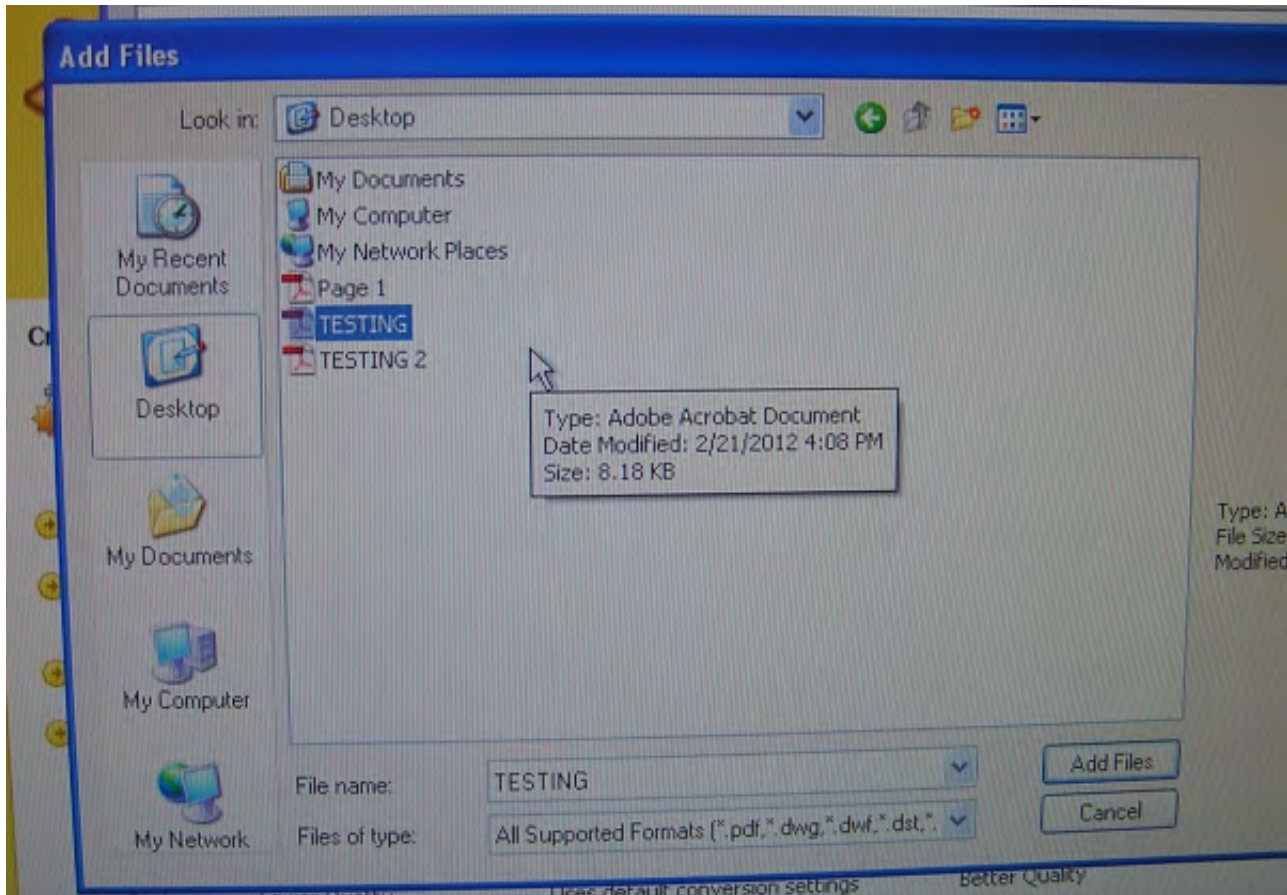 Add Files
Look in:
Desktop
My Recent
Documents
Desktop
My Documents
My Computer
My Network
My Documents
My Computer
My Network Places
Page 1
TESTING
TESTING 2
Type: Adobe Acrobat Document
Date Modified: 2/21/2012 4:08 PM
Size: 8.18 KB
Type: A
File Size
Modified
File name:
TESTING
Add Files
Files of type:
All Supported Formats (*.pdf,*.dwg,*.dwf,*.dst,*.
Cancel
Cr
Uses default conversion settings
Better Quality